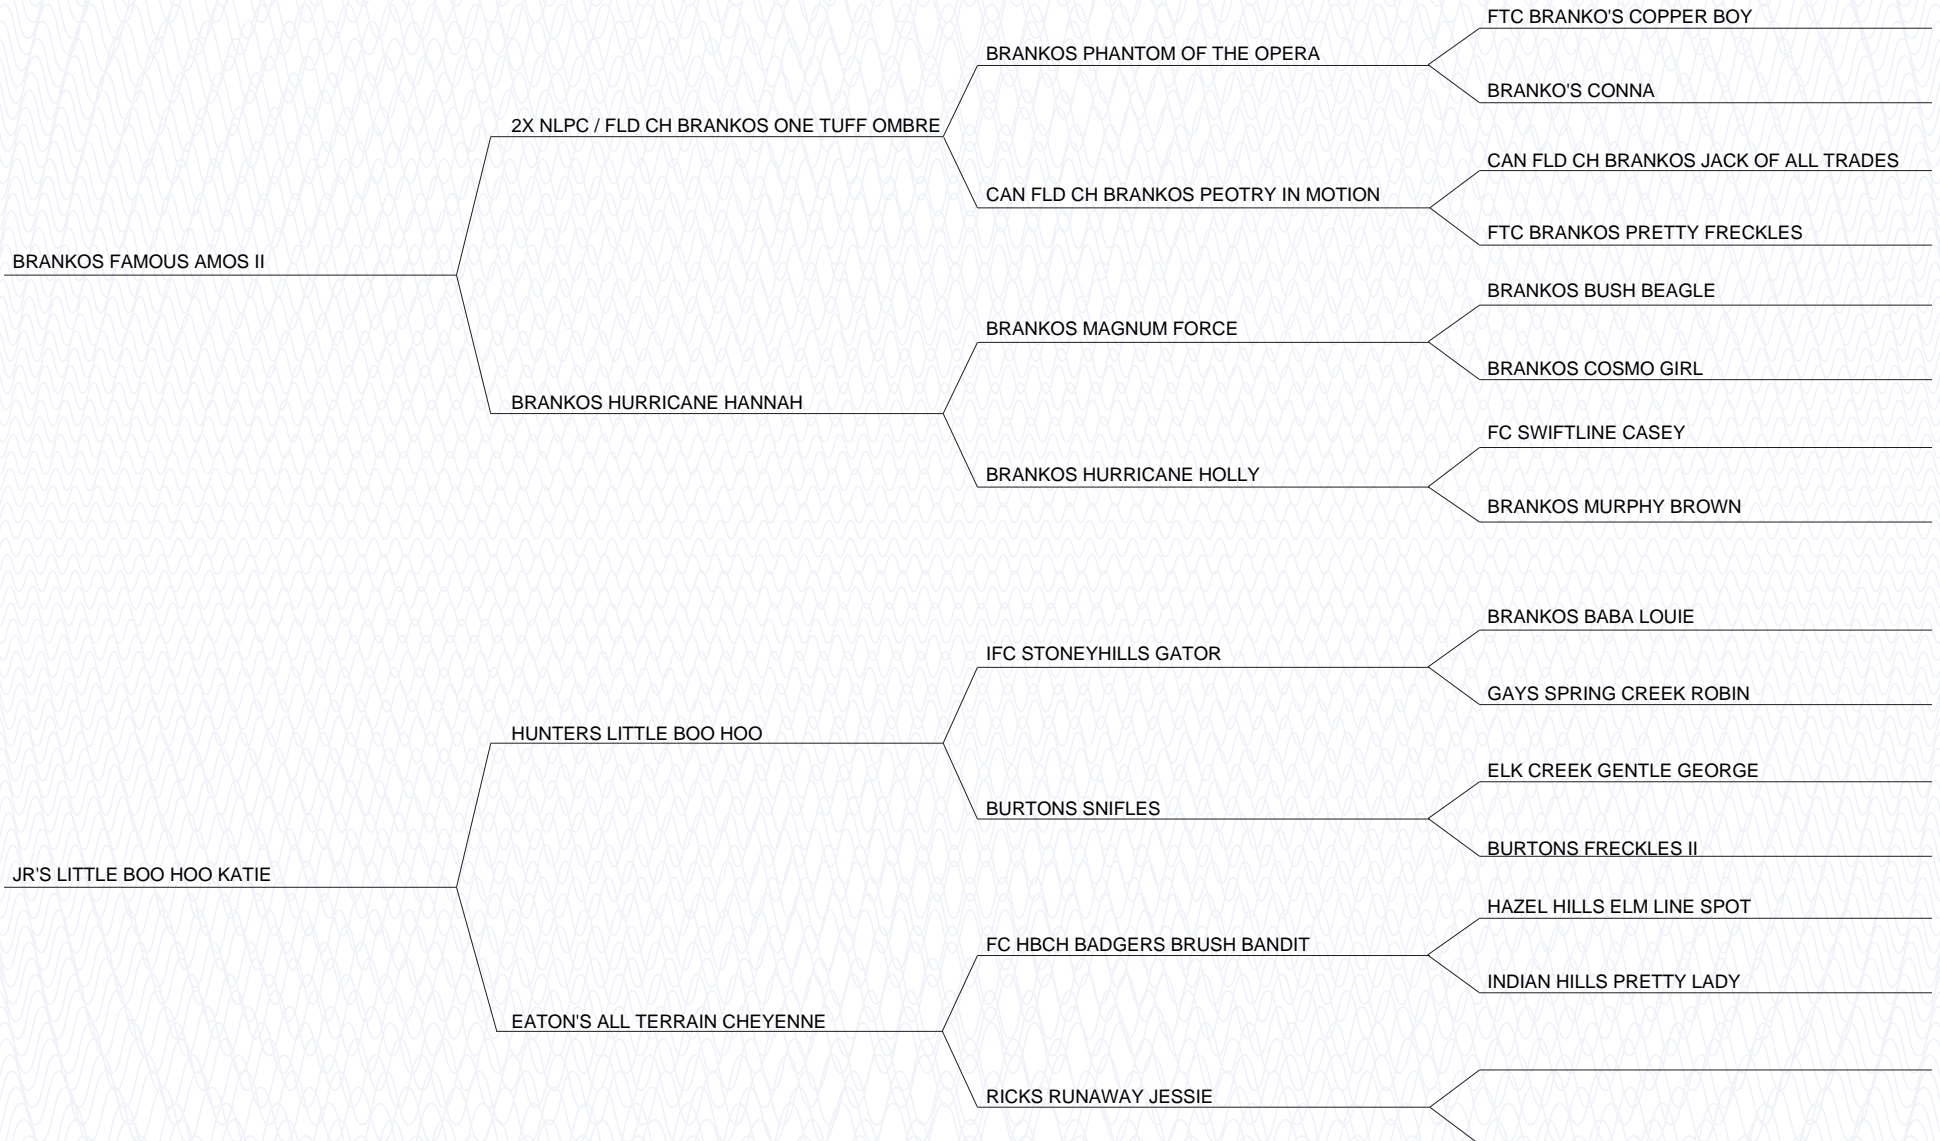 FTC BRANKO'S COPPER BOY
BRANKOS PHANTOM OF THE OPERA
BRANKO'S CONNA
2X NLPC / FLD CH BRANKOS ONE TUFF OMBRE
CAN FLD CH BRANKOS JACK OF ALL TRADES
CAN FLD CH BRANKOS PEOTRY IN MOTION
FTC BRANKOS PRETTY FRECKLES
BRANKOS FAMOUS AMOS II
BRANKOS BUSH BEAGLE
BRANKOS MAGNUM FORCE
BRANKOS COSMO GIRL
BRANKOS HURRICANE HANNAH
FC SWIFTLINE CASEY
BRANKOS HURRICANE HOLLY
BRANKOS MURPHY BROWN
BRANKOS BABA LOUIE
IFC STONEYHILLS GATOR
GAYS SPRING CREEK ROBIN
HUNTERS LITTLE BOO HOO
ELK CREEK GENTLE GEORGE
BURTONS SNIFLES
BURTONS FRECKLES II
JR'S LITTLE BOO HOO KATIE
HAZEL HILLS ELM LINE SPOT
FC HBCH BADGERS BRUSH BANDIT
INDIAN HILLS PRETTY LADY
EATON'S ALL TERRAIN CHEYENNE
RICKS RUNAWAY JESSIE